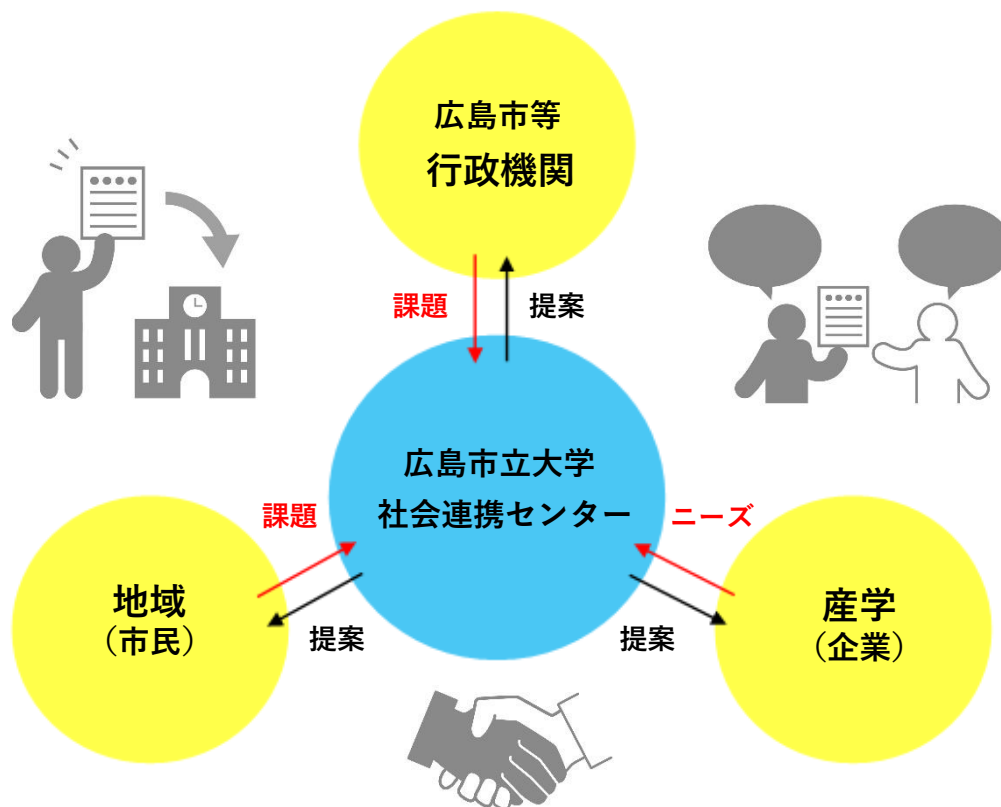 広島市等
行政機関
課題
提案
広島市立大学
社会連携センター
課題
ニーズ
地域
（市民）
提案
提案
産学
（企業）